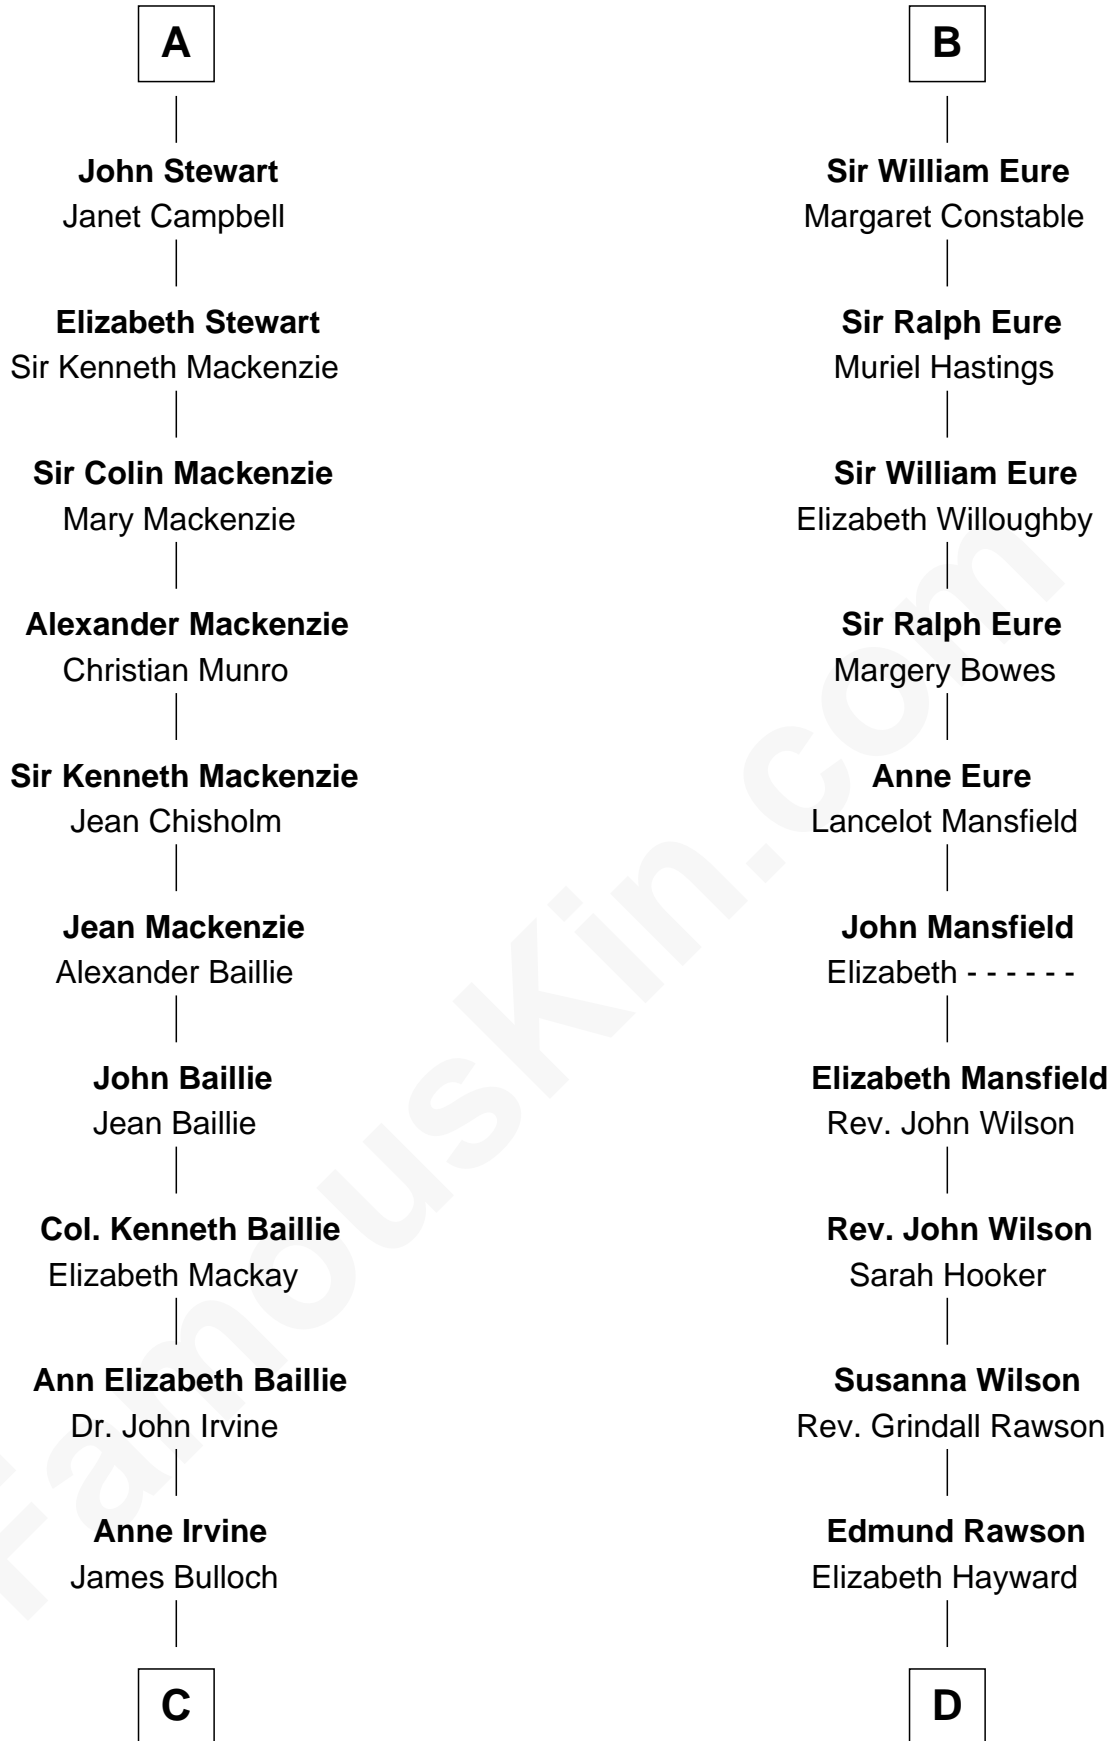 A
John Stewart
Janet Campbell
Elizabeth Stewart
Sir Kenneth Mackenzie
Sir Colin Mackenzie
Mary Mackenzie
Alexander Mackenzie
Christian Munro
Sir Kenneth Mackenzie
Jean Chisholm
Jean Mackenzie
Alexander Baillie
John Baillie
Jean Baillie
Col. Kenneth Baillie
Elizabeth Mackay
Ann Elizabeth Baillie
Dr. John Irvine
Anne Irvine
James Bulloch
C
B
Sir William Eure
Margaret Constable
Sir Ralph Eure
Muriel Hastings
Sir William Eure
Elizabeth Willoughby
Sir Ralph Eure
Margery Bowes
Anne Eure
Lancelot Mansfield
John Mansfield
Elizabeth - - - - - -
Elizabeth Mansfield
Rev. John Wilson
Rev. John Wilson
Sarah Hooker
Susanna Wilson
Rev. Grindall Rawson
Edmund Rawson
Elizabeth Hayward
D
FamousKin.com